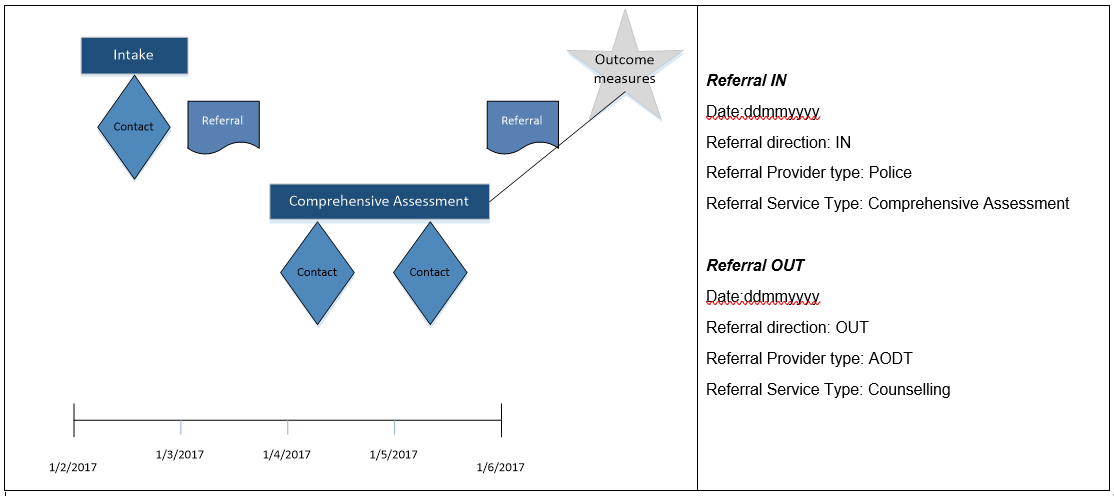 Intake
Contact
Referral
Referral
Outcome
measures
Comprehensive Assessment
Contact
Contact
1/2/2017
1/3/2017
1/4/2017
1/5/2017
1/6/2017
Referral IN
Date:ddmmyyyy
Referral direction: IN
Referral Provider type: Police
Referral Service Type: Comprehensive Assessment
Referral OUT
Date:ddmmyyyy
Referral direction: OUT
Referral Provider type: AODT
Referral Service Type: Counselling